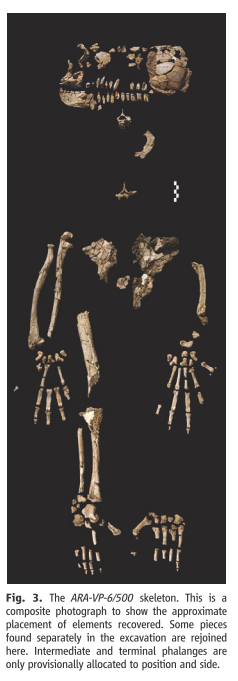 Fig. 3. The ARA-VP-6/500 skeleton. This is a
composite photograph to show the approximate
placement of elements recovered. Some pieces
found separately in the excavation are rejoined
here. Intermediate and terminal phalanges are
only provisionally allocated to position and side.